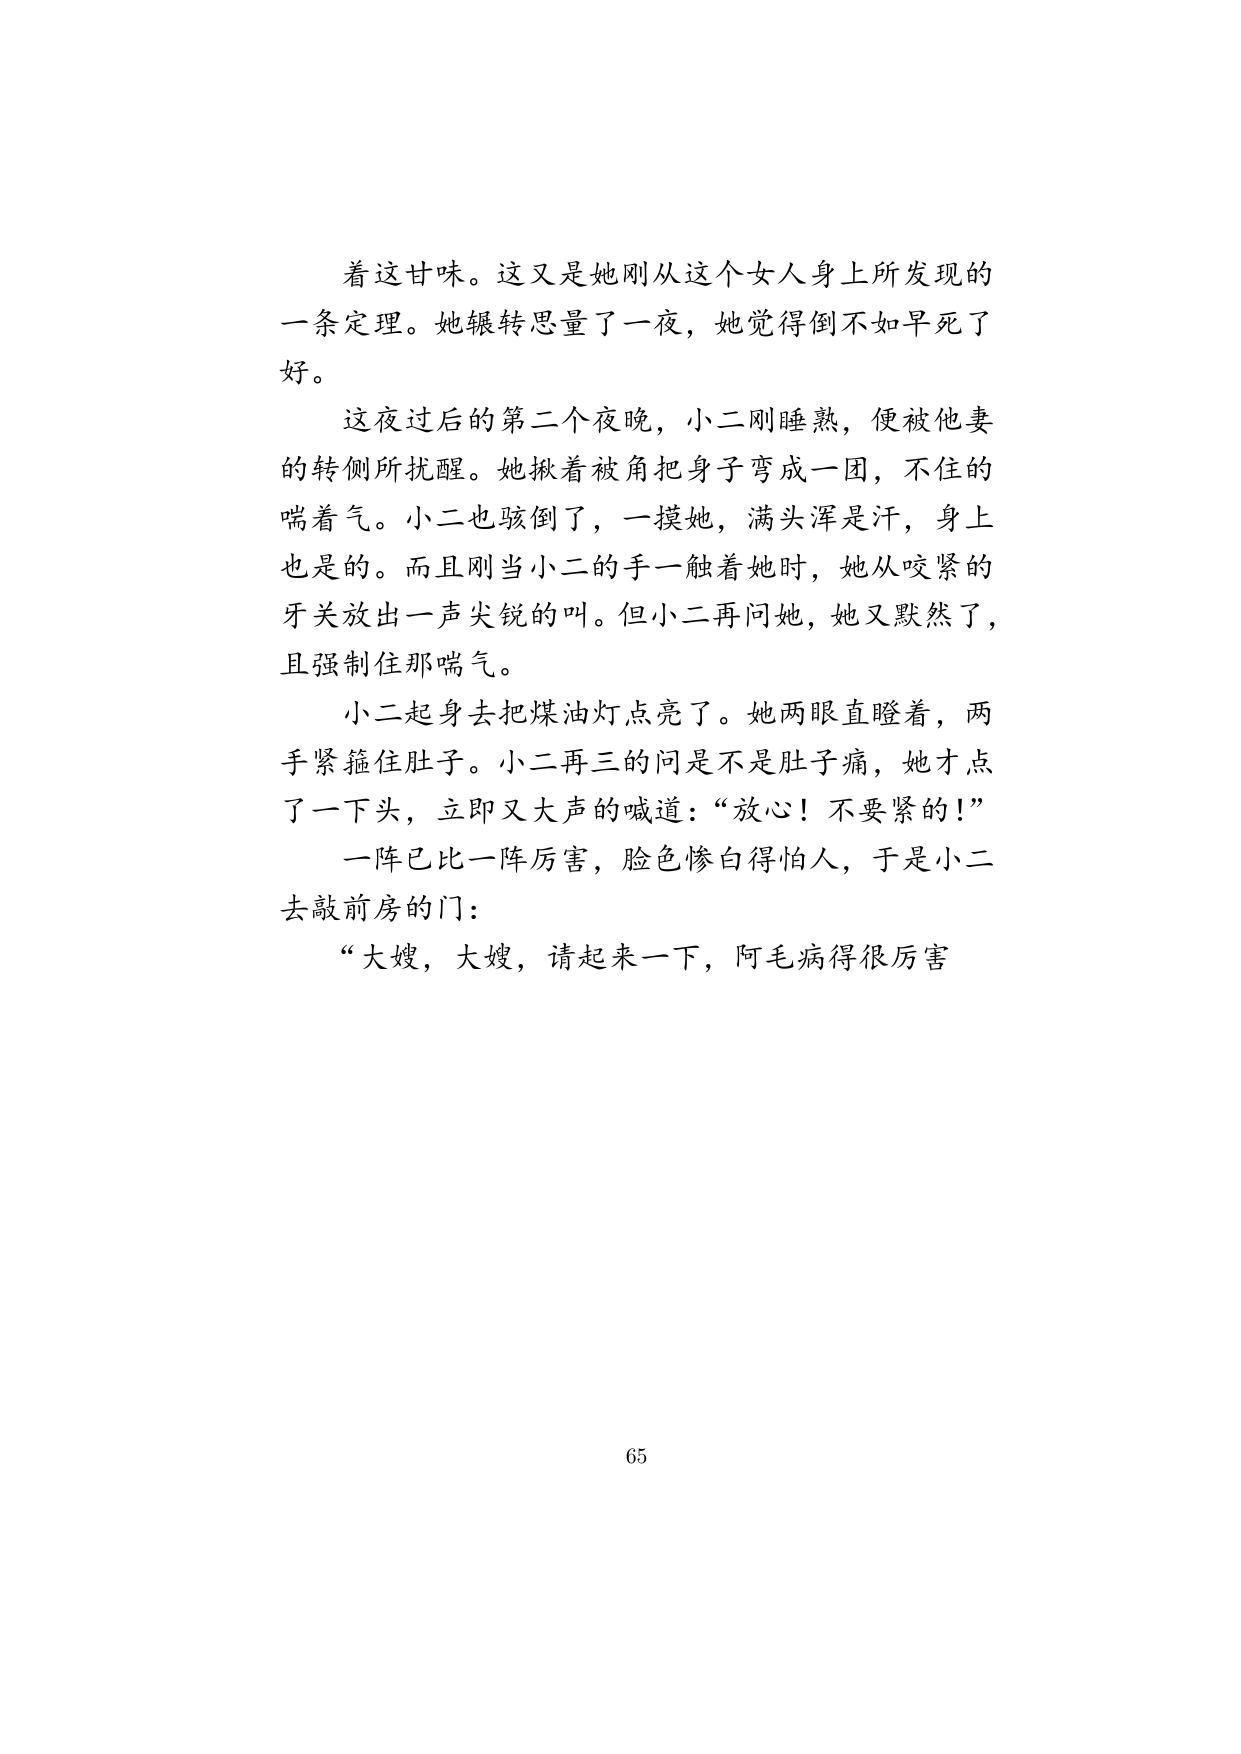 着这甘味。这又是她刚从这个女人身上所发现的
一条定理。她辗转思量了一夜，她觉得倒不如早死了
好。
这夜过后的第二个夜晚，小二刚睡熟，便被他妻
的转侧所扰醒。她揪着被角把身子弯成一团，不住的
喘着气。小二也骇倒了，一摸她，满头浑是汗，身上
也是的。而且刚当小二的手一触着她时，她从咬紧的
牙关放出一声尖锐的叫。但小二再问她，她又默然了，
且强制住那喘气。
小二起身去把煤油灯点亮了。她两眼直瞪着，两
手紧箍住肚子。小二再三的问是不是肚子痛，她才点
了一下头，立即又大声的喊道：“放心！不要紧的！”
一阵已比一阵厉害，脸色惨白得怕人，于是小二
去敲前房的门：
“大嫂，大嫂，请起来一下，阿毛病得很厉害
65